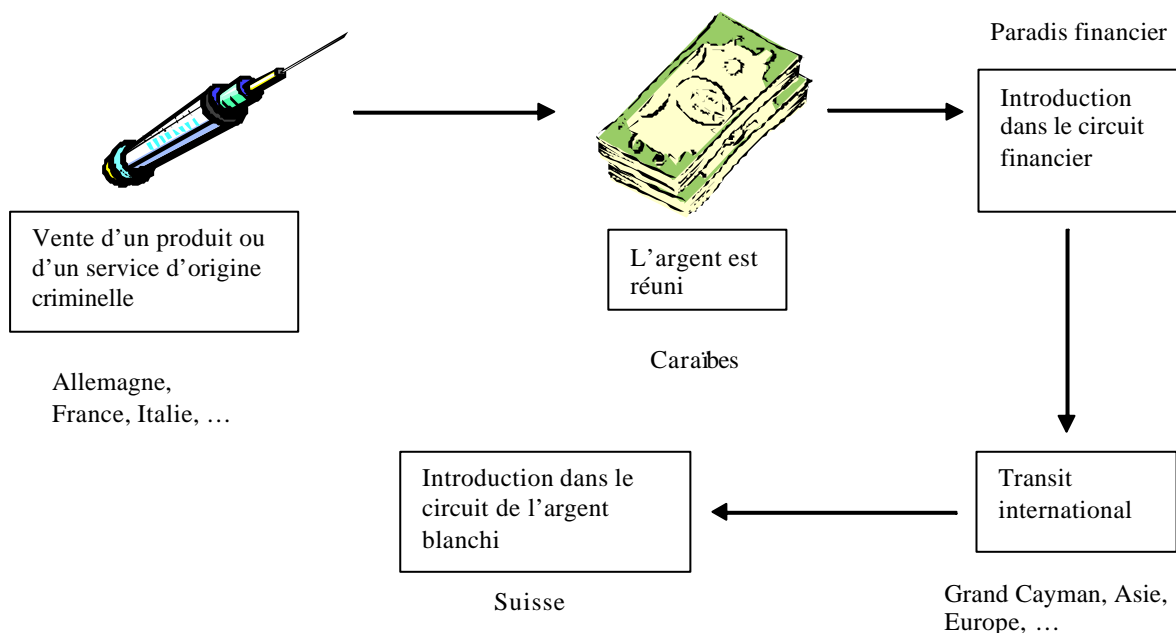 Vente d’un produit ou
d’un service d’origine
criminelle
Allemagne,
France, Italie, …
L’argent est
réuni
Caraïbes
Paradis financier
Introduction
dans le circuit
financier
Transit
international
Grand Cayman, Asie,
Europe, …
Introduction dans le
circuit de l’argent
blanchi
Suisse